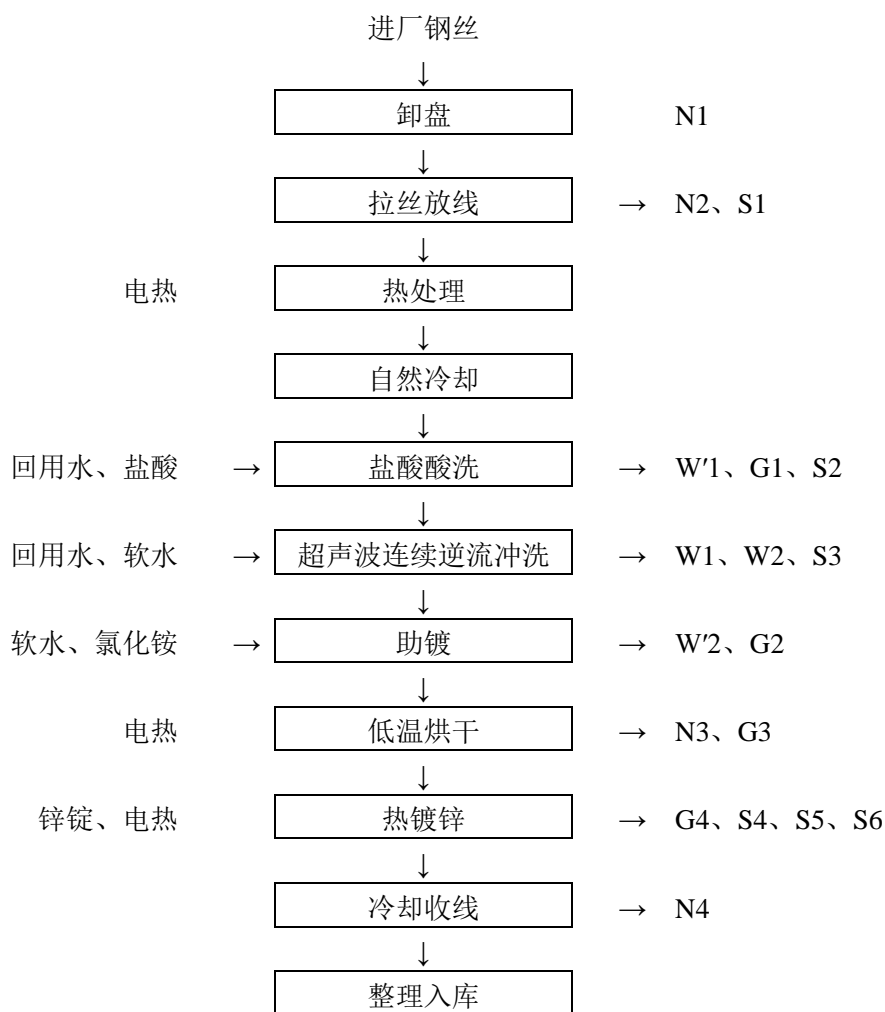 进厂钢丝
↓
卸盘 N1
↓
拉丝放线 → N2、S1
↓
电热 热处理
↓
自然冷却
↓
回用水、盐酸 → 盐酸酸洗 → W′1、G1、S2
↓
回用水、软水 → 超声波连续逆流冲洗 → W1、W2、S3
↓
软水、氯化铵 → 助镀 → W′2、G2
↓
电热 低温烘干 → N3、G3
↓
锌锭、电热 热镀锌 → G4、S4、S5、S6
↓
冷却收线 → N4
↓
整理入库